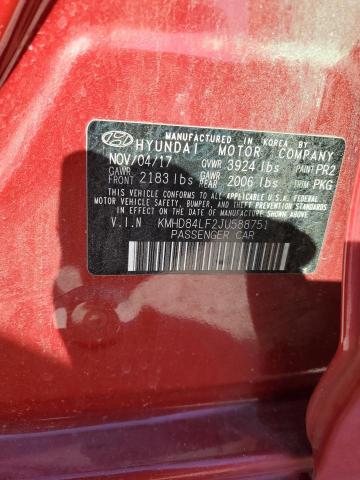 MANUFACTURED IN KOREA BY
HYUNDAI MOTOR COMPANY
NOV/04/17 GVWR 3924 lbs PAINT PR2
GAWR FRONT 2183 lbs GAWR REAR 2006 lbs TRIM PKG
THIS VEHICLE CONFORMS TO ALL APPLICABLE U.S FEDERAL
MOTOR VEHICLE SAFETY, BUMPER, AND THEFT PREVENTION
STANDARDS IN EFFECT ON THE DATE OF MANUFACTURE SHOWN ABOVE.
V.I.N KMHD84LF2JU588751
PASSENGER CAR